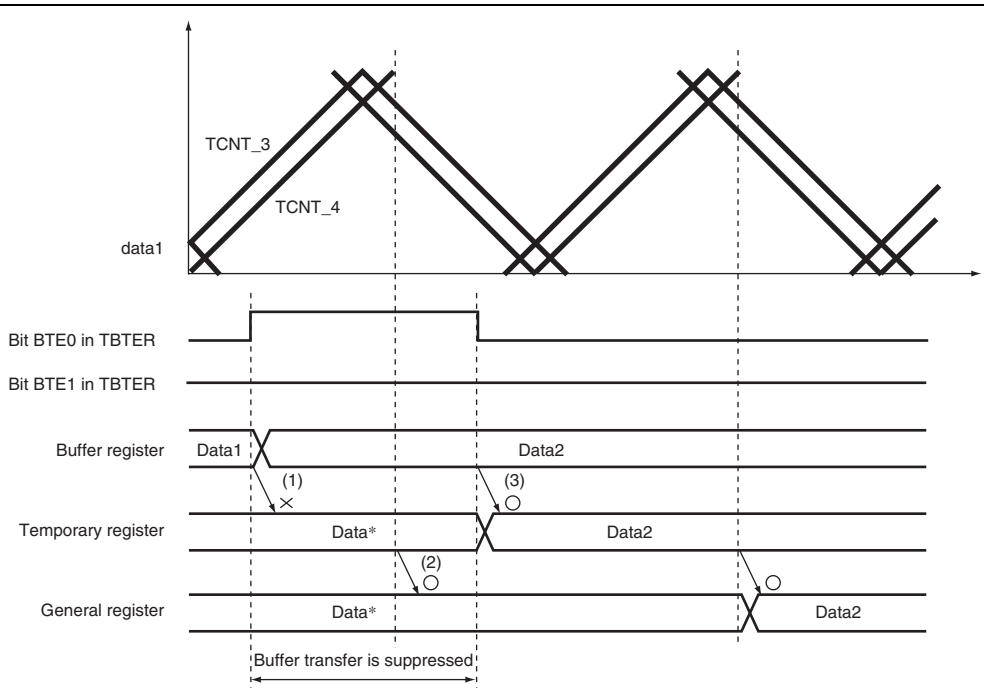 TCNT_3
TCNT_4
data1
Bit BTE0 in TBTER
Bit BTE1 in TBTER
Buffer register
Data1
Data2
(1)
(3)
Temporary register
Data*
Data2
(2)
General register
Data*
Data2
Buffer transfer is suppressed